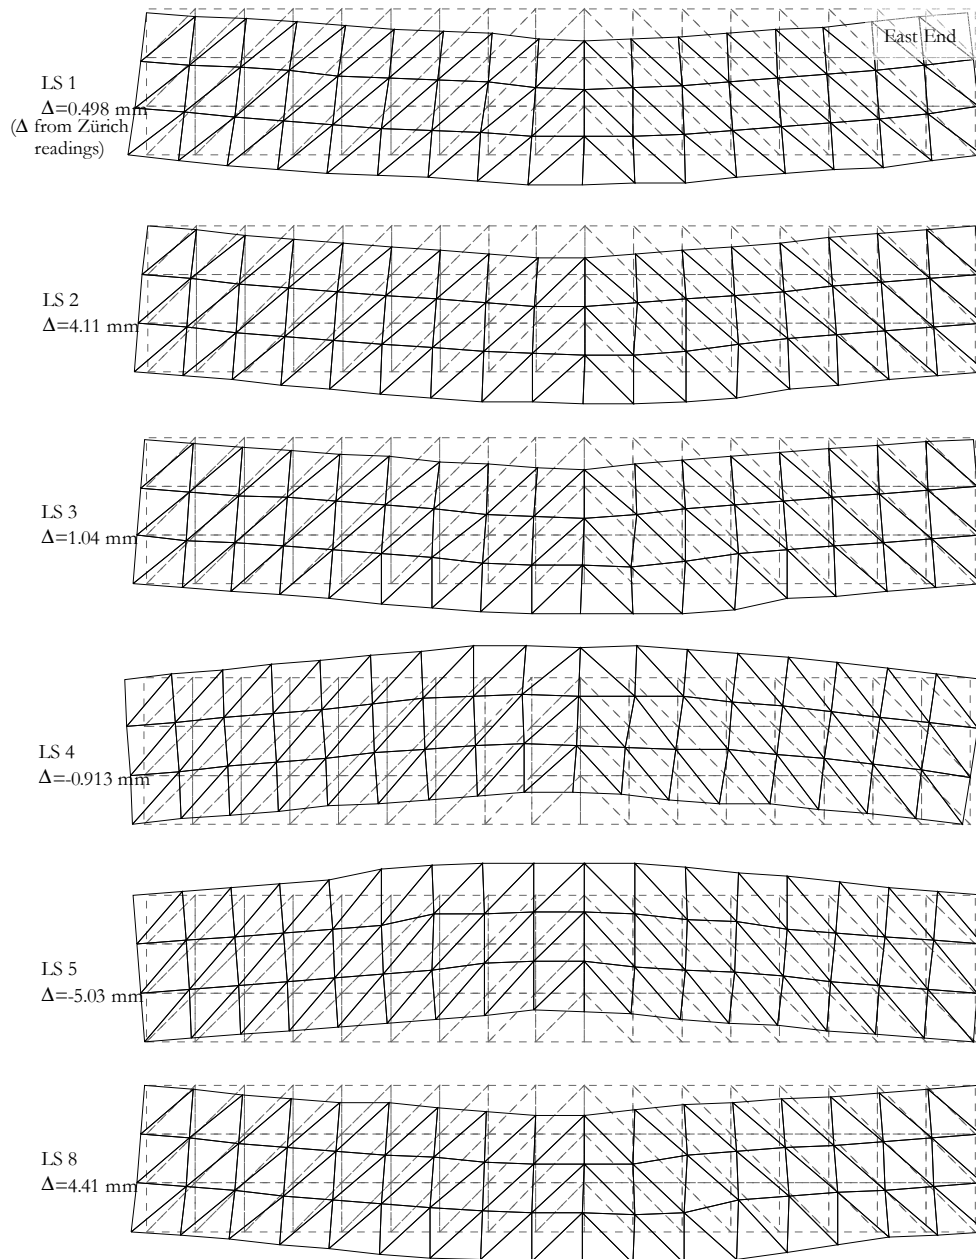 East End
LS 1
Δ=0.498 mm
(Δ from Zürich
readings)
LS 2
Δ=4.11 mm
LS 3
Δ=1.04 mm
LS 4
Δ=-0.913 mm
LS 5
Δ=-5.03 mm
LS 8
Δ=4.41 mm